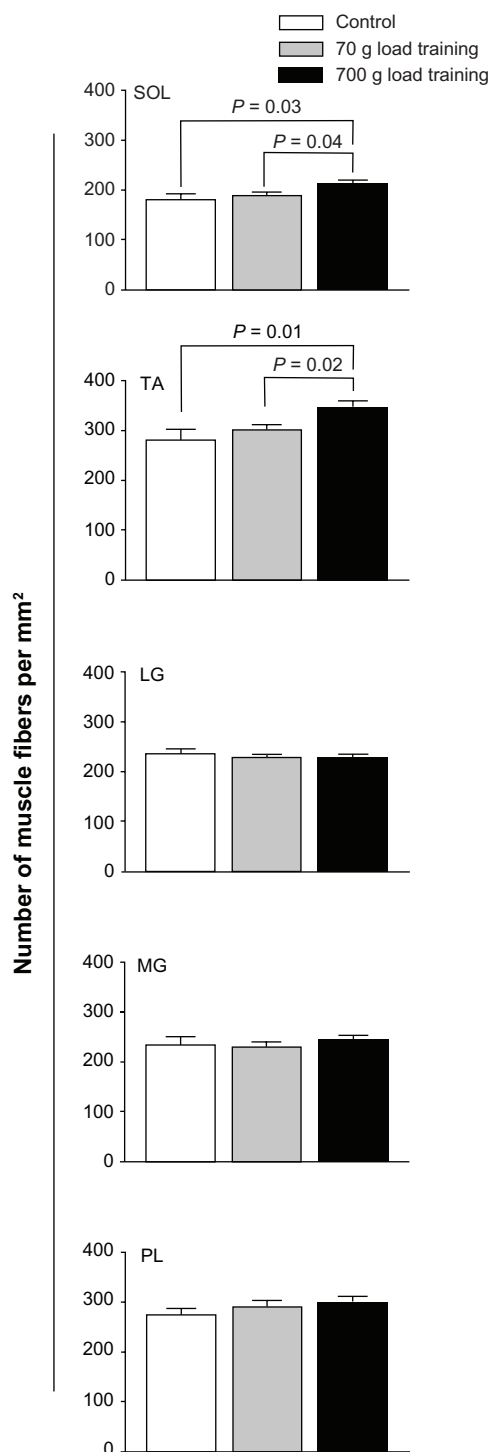 Control
70 g load training
700 g load training
Number of muscle fibers per mm²
SOL
400
300
200
100
0
P = 0.03
P = 0.04
TA
400
300
200
100
0
P = 0.01
P = 0.02
LG
400
300
200
100
0
MG
400
300
200
100
0
PL
400
300
200
100
0